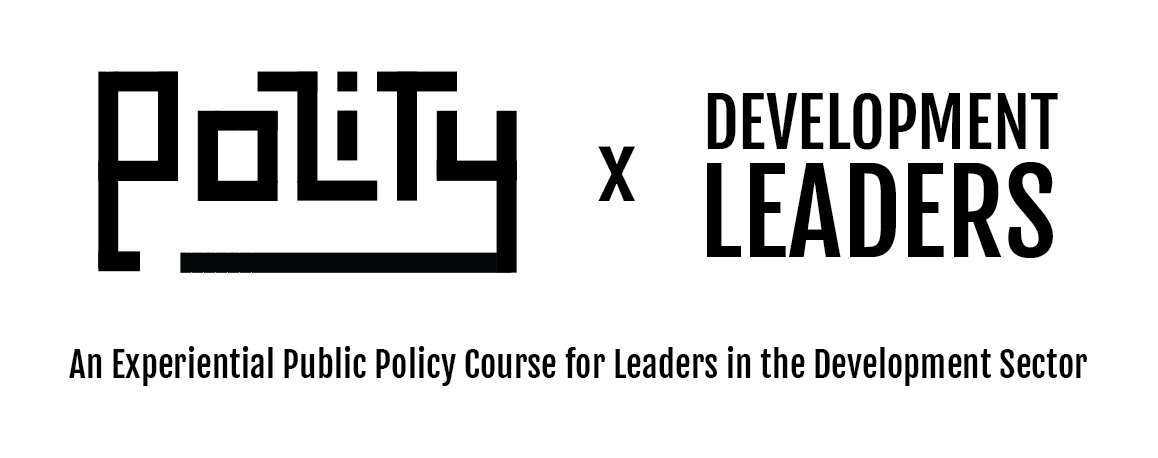 PoliTy
x
DEVELOPMENT
LEADERS
An Experiential Public Policy Course for Leaders in the Development Sector